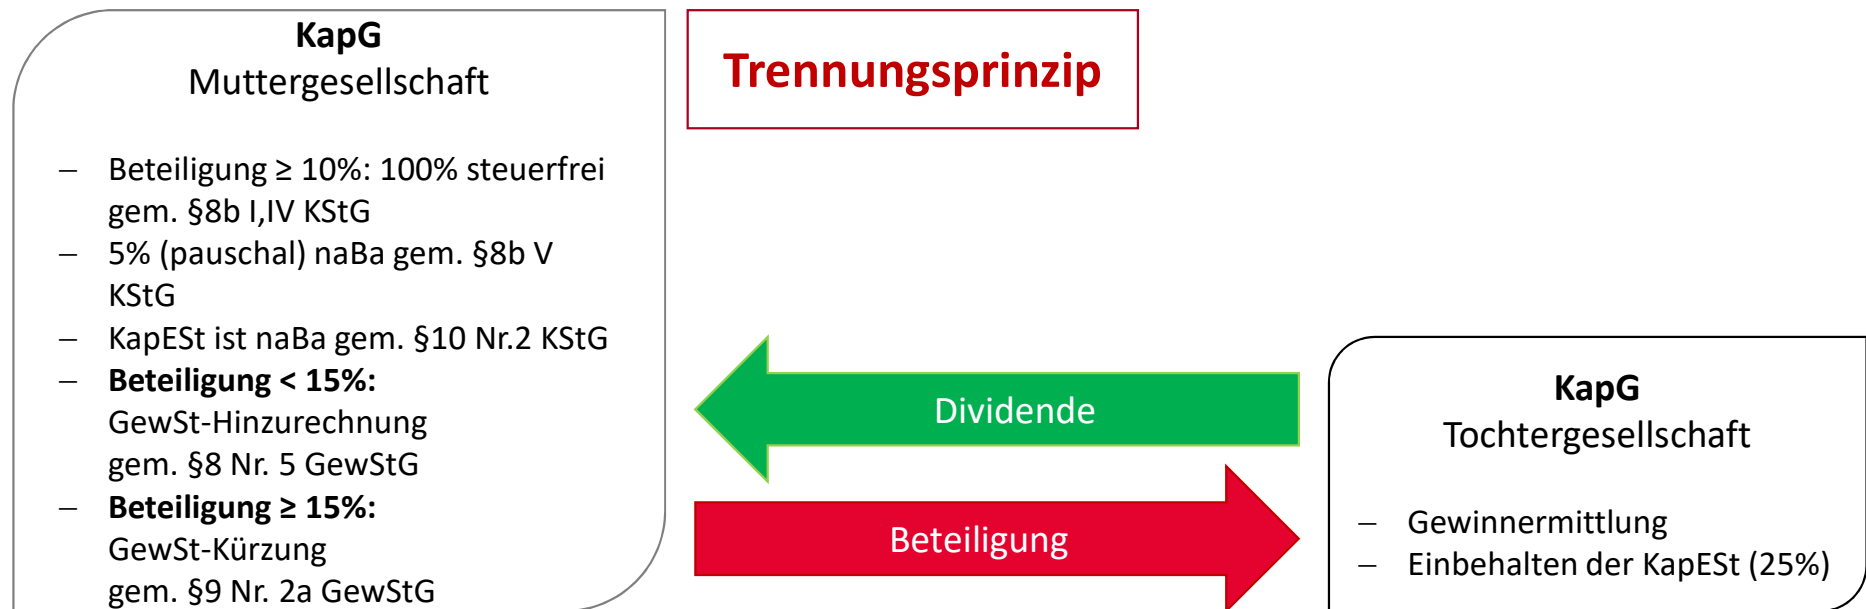 KapG
Muttergesellschaft
– Beteiligung ≥ 10%: 100% steuerfrei
gem. §8b I,IV KStG
– 5% (pauschal) naBa gem. §8b V
KStG
– KapESt ist naBa gem. §10 Nr.2 KStG
– Beteiligung < 15%:
GewSt-Hinzurechnung
gem. §8 Nr. 5 GewStG
– Beteiligung ≥ 15%:
GewSt-Kürzung
gem. §9 Nr. 2a GewStG
Trennungsprinzip
Dividende
Beteiligung
KapG
Tochtergesellschaft
– Gewinnermittlung
– Einbehalten der KapESt (25%)